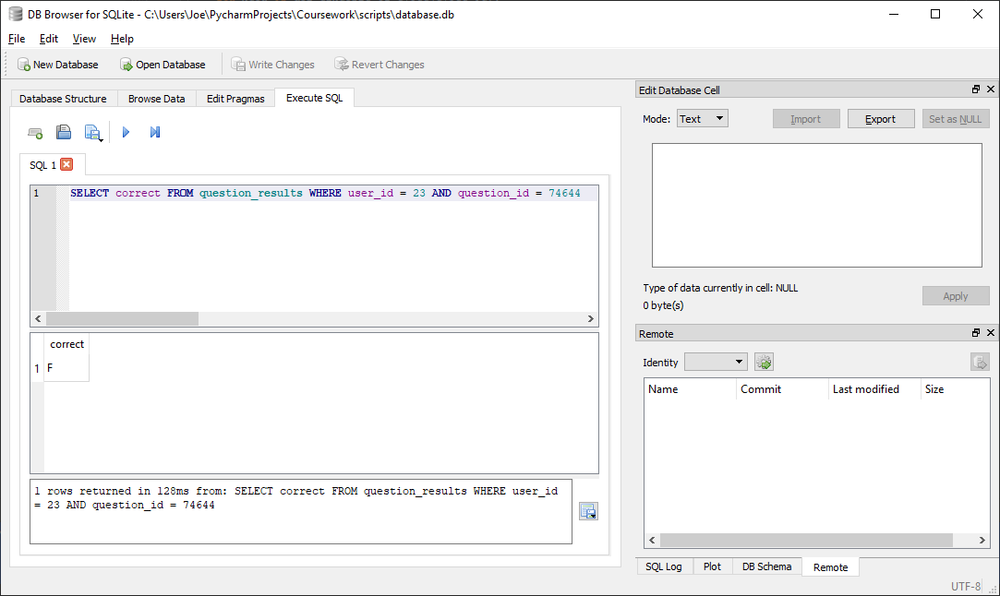 DB Browser for SQLite - C:\Users\Joe\PycharmProjects\Coursework\scripts\database.db
File Edit View Help
New Database Open Database Write Changes Revert Changes
Database Structure Browse Data Edit Pragmas Execute SQL
SQL 1
1 SELECT correct FROM question_results WHERE user_id = 23 AND question_id = 74644
correct
1 F
1 rows returned in 128ms from: SELECT correct FROM question_results WHERE user_id
= 23 AND question_id = 74644
Edit Database Cell
Mode: Text Import Export Set as NULL
Type of data currently in cell: NULL
0 byte(s)
Apply
Remote
Identity
Name Commit Last modified Size
SQL Log Plot DB Schema Remote
UTF-8